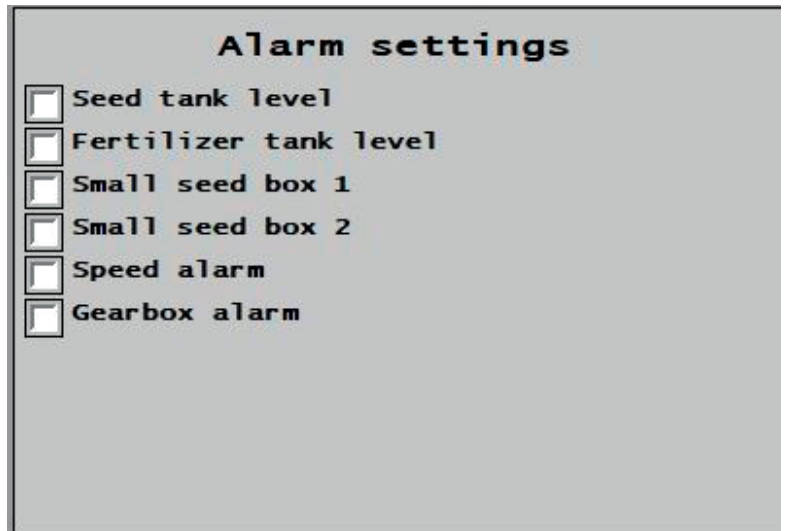 Alarm settings
Seed tank level
Fertilizer tank level
Small seed box 1
Small seed box 2
Speed alarm
Gearbox alarm